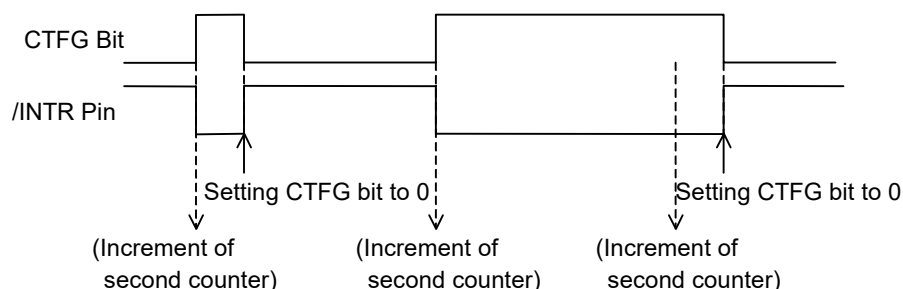 CTFG Bit
/INTR Pin
Setting CTFG bit to 0
Setting CTFG bit to 0
(Increment of
second counter)
(Increment of
second counter)
(Increment of
second counter)